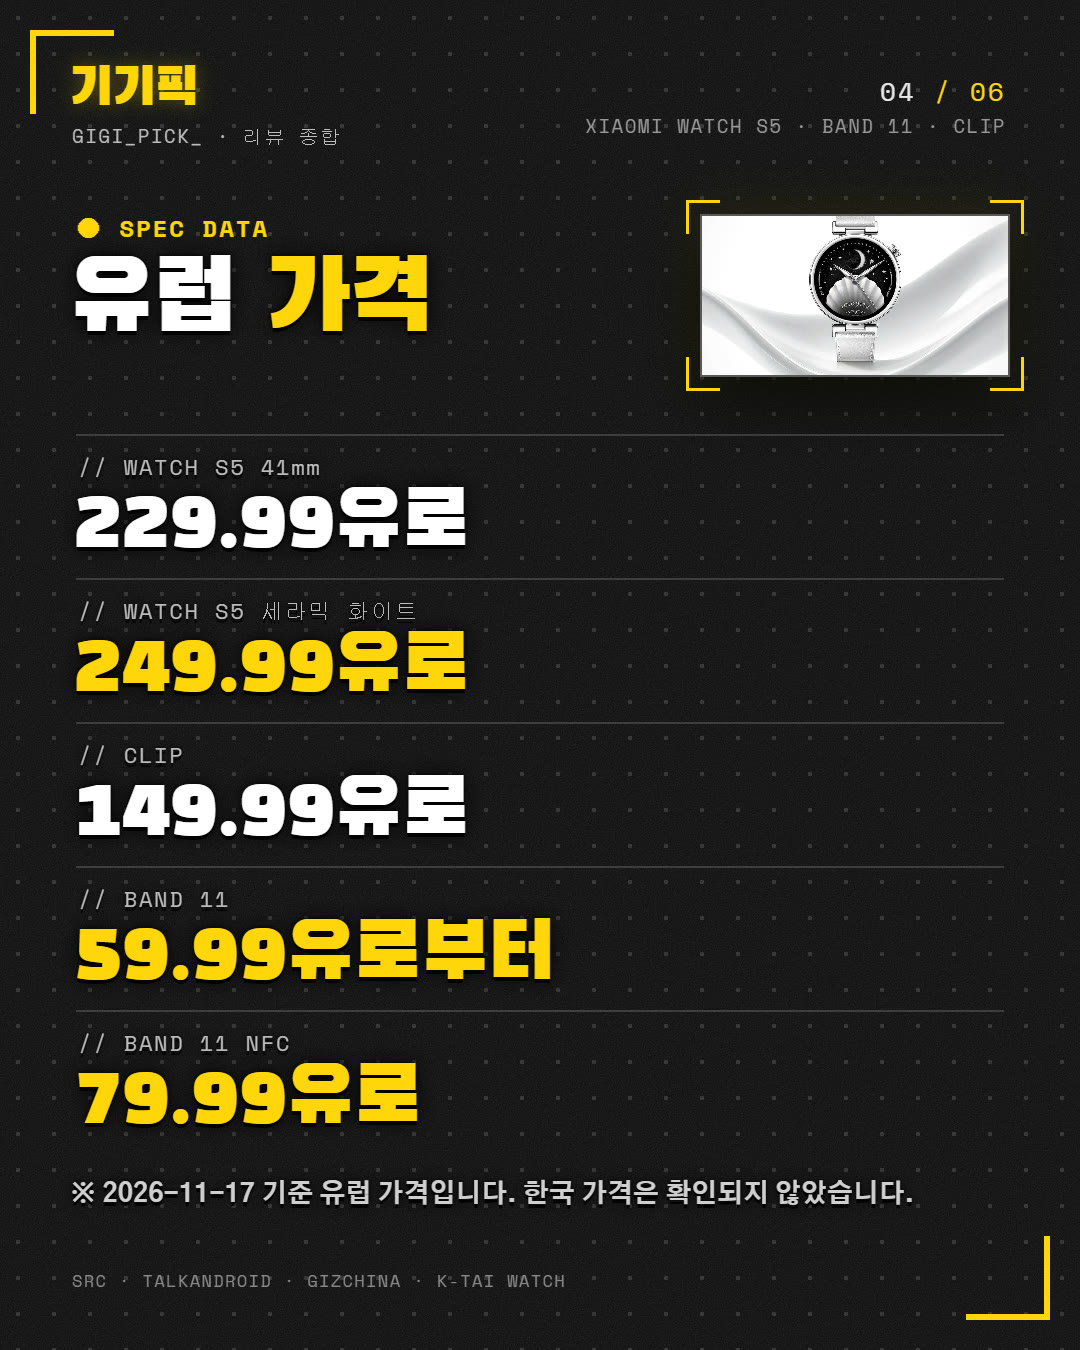 기기픽
GIGI_PICK_ · 리뷰 종합
04 / 06
XIAOMI WATCH S5 · BAND 11 · CLIP
SPEC DATA
유럽 가격
// WATCH S5 41mm
229.99유로
// WATCH S5 세라믹 화이트
249.99유로
// CLIP
149.99유로
// BAND 11
59.99유로부터
// BAND 11 NFC
79.99유로
※ 2026-11-17 기준 유럽 가격입니다. 한국 가격은 확인되지 않았습니다.
SRC · TALKANDROID · GIZCHINA · K-TAI WATCH